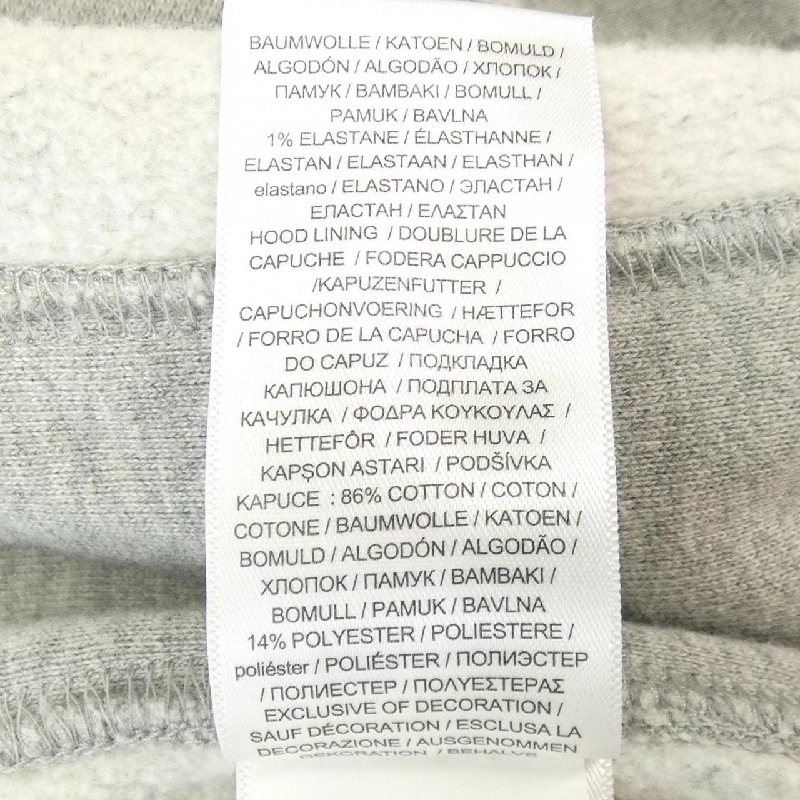 BAUMWOLLE / KATOEN / BOMULD /
ALGODÓN / ALGODÃO / ХЛОПОК /
ПАМУК / BAMBAKI / BOMULL /
PAMUK / BAVLNA
1% ELASTANE / ÉLASTHANNE /
ELASTAN / ELASTAAN / ELASTHAN /
elastano / ELASTANO / ЭЛАСТАН /
ЕЛАСТАН / ΕΛΑΣΤΑΝ
HOOD LINING / DOUBLURE DE LA
CAPUCHE / FODERA CAPPUCCIO
/KAPUZENFUTTER /
CAPUCHONVOERING / HÆTTEFOR
/ FORRO DE LA CAPUCHA / FORRO
DO CAPUZ / ПОДКЛАДКА
КАПЮШОНА / ПОДПЛАТА ЗА
КАЧУЛКА / ΦΟΔΡΑ ΚΟΥΚΟΥΛΑΣ /
HETTEFÔR / FODER HUVA /
KAPŞON ASTARI / PODŠÍVKA
KAPUCE : 86% COTTON / COTON /
COTONE / BAUMWOLLE / KATOEN /
BOMULD / ALGODÓN / ALGODÃO /
ХЛОПОК / ПАМУК / BAMBAKI /
BOMULL / PAMUK / BAVLNA
14% POLYESTER / POLIESTERE /
poliéster / POLIÉSTER / ПОЛИЭСТЕР
/ ПОЛИЕСТЕР / ΠΟΛΥΕΣΤΕΡΑΣ
EXCLUSIVE OF DECORATION /
SAUF DÉCORATION / ESCLUSA LA
DECORAZIONE / AUSGENOMMEN
DEKORATION / BEHALVE